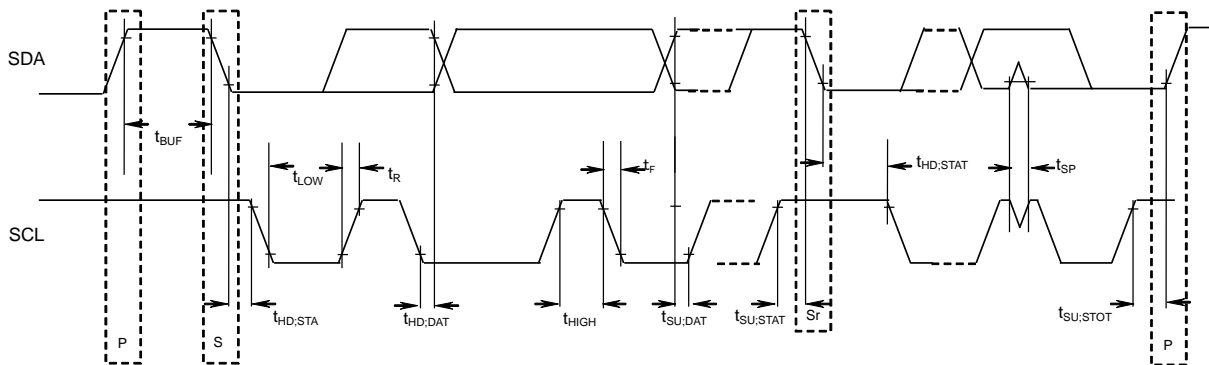 SDA
tBUF
tLOW
tR
tF
tHD;STAT
tSP
SCL
tHD;STA
tHD;DAT
tHIGH
tSU;DAT
tSU;STAT
Sr
tSU;STOT
P
S
P